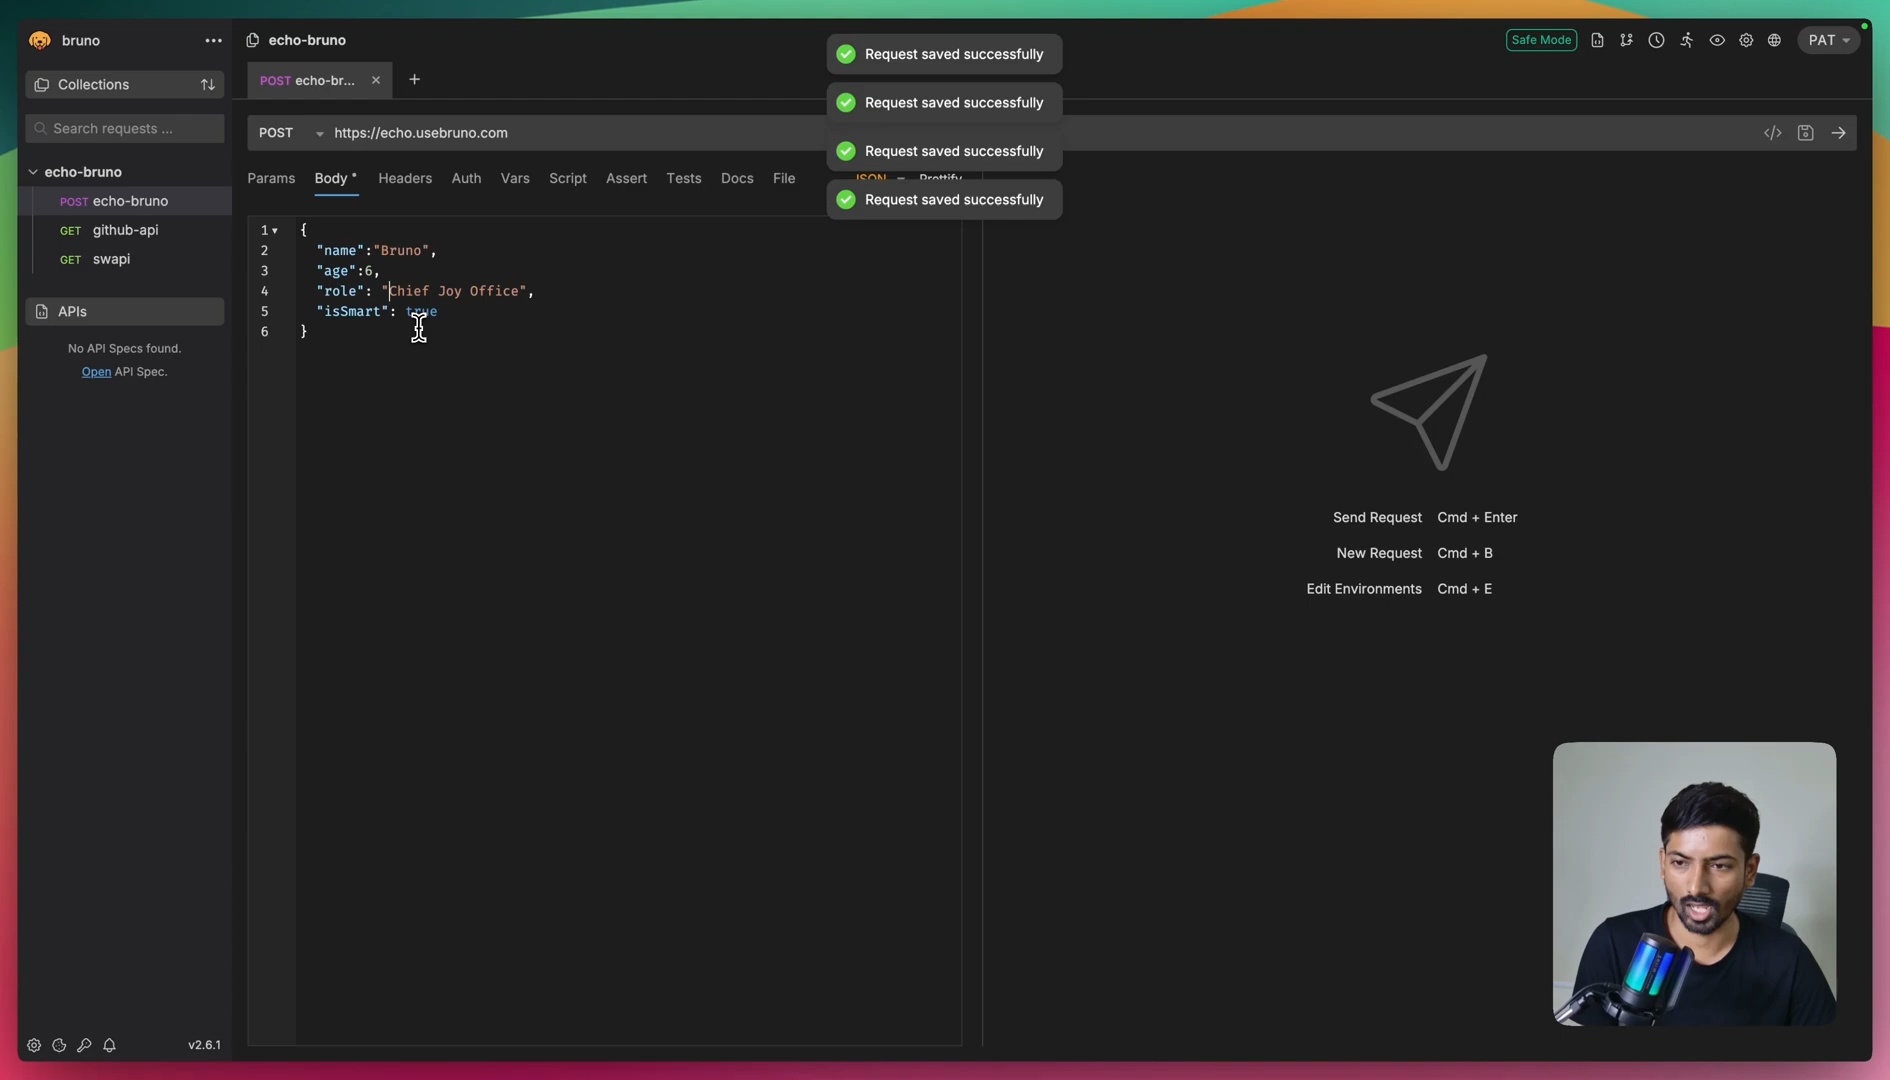 bruno
echo-bruno
Safe Mode
PAT
Collections
POST echo-br...
Request saved successfully
Request saved successfully
Request saved successfully
Request saved successfully
Search requests ...
POST
https://echo.usebruno.com
echo-bruno
POST echo-bruno
GET github-api
GET swapi
APIs
No API Specs found.
Open API Spec.
Params Body Headers Auth Vars Script Assert Tests Docs File JSON Prettify
1 {
2 "name":"Bruno",
3 "age":6,
4 "role": "Chief Joy Office",
5 "isSmart": true
6 }
Send Request Cmd + Enter
New Request Cmd + B
Edit Environments Cmd + E
v2.6.1